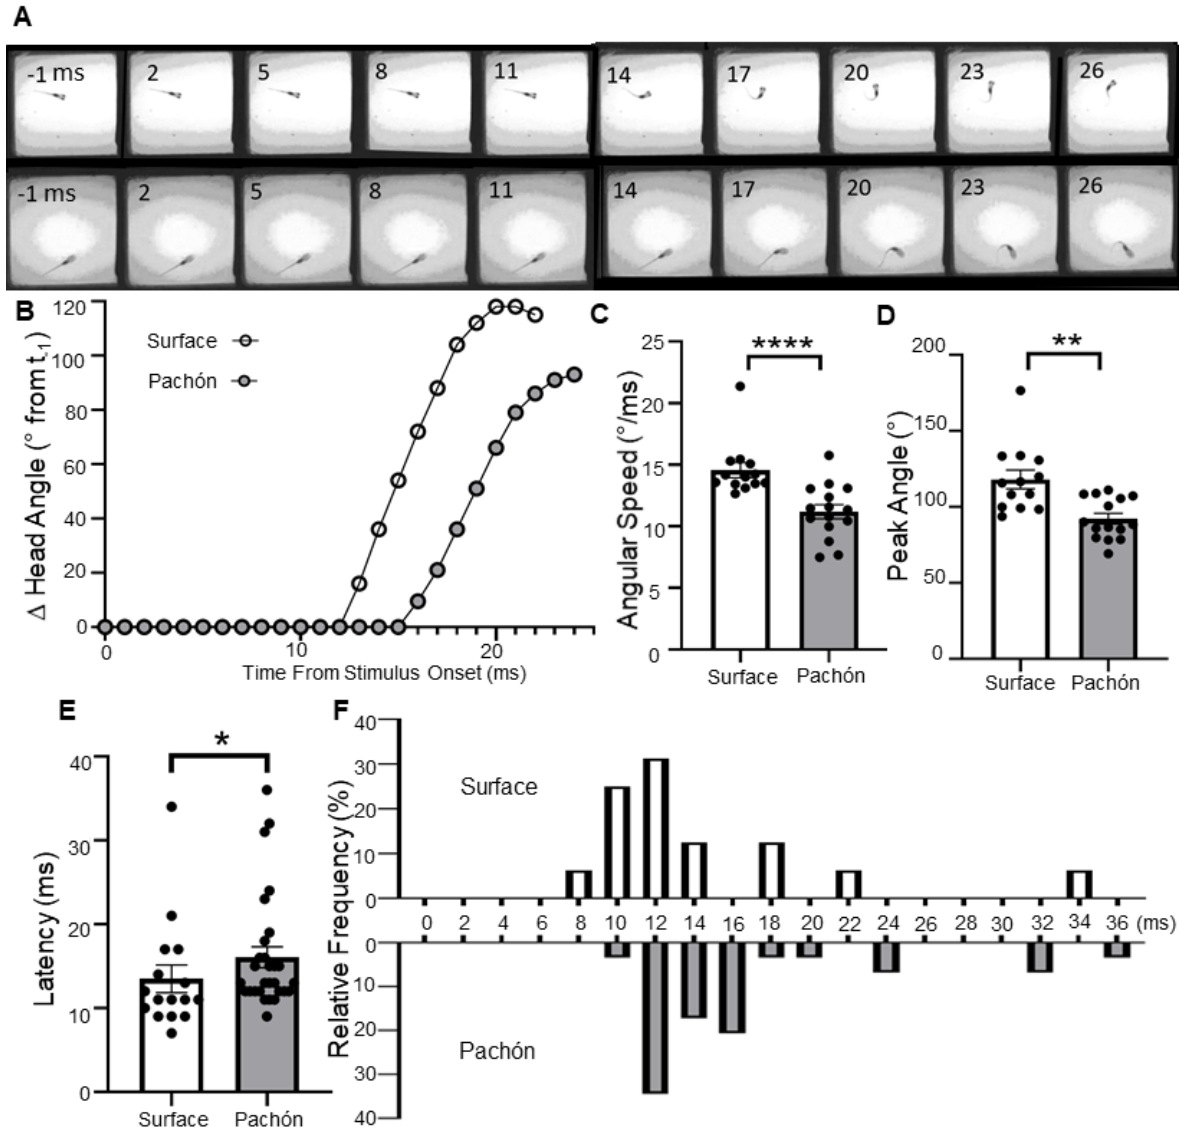 A
-1 ms 2 5 8 11 14 17 20 23 26
-1 ms 2 5 8 11 14 17 20 23 26
B
120
100
80
60
40
20
0
Δ Head Angle (° from t-1)
Surface
Pachón
0 10 20
Time From Stimulus Onset (ms)
C
25
20
15
10
5
0
Angular Speed (°/ms)
****
Surface Pachón
D
200
150
100
50
0
Peak Angle (°)
**
Surface Pachón
E
40
30
20
10
0
Latency (ms)
*
Surface Pachón
F
40
30
20
10
0
Relative Frequency (%)
Surface
0 2 4 6 8 10 12 14 16 18 20 22 24 26 28 30 32 34 36 (ms)
0
10
20
30
40
Pachón